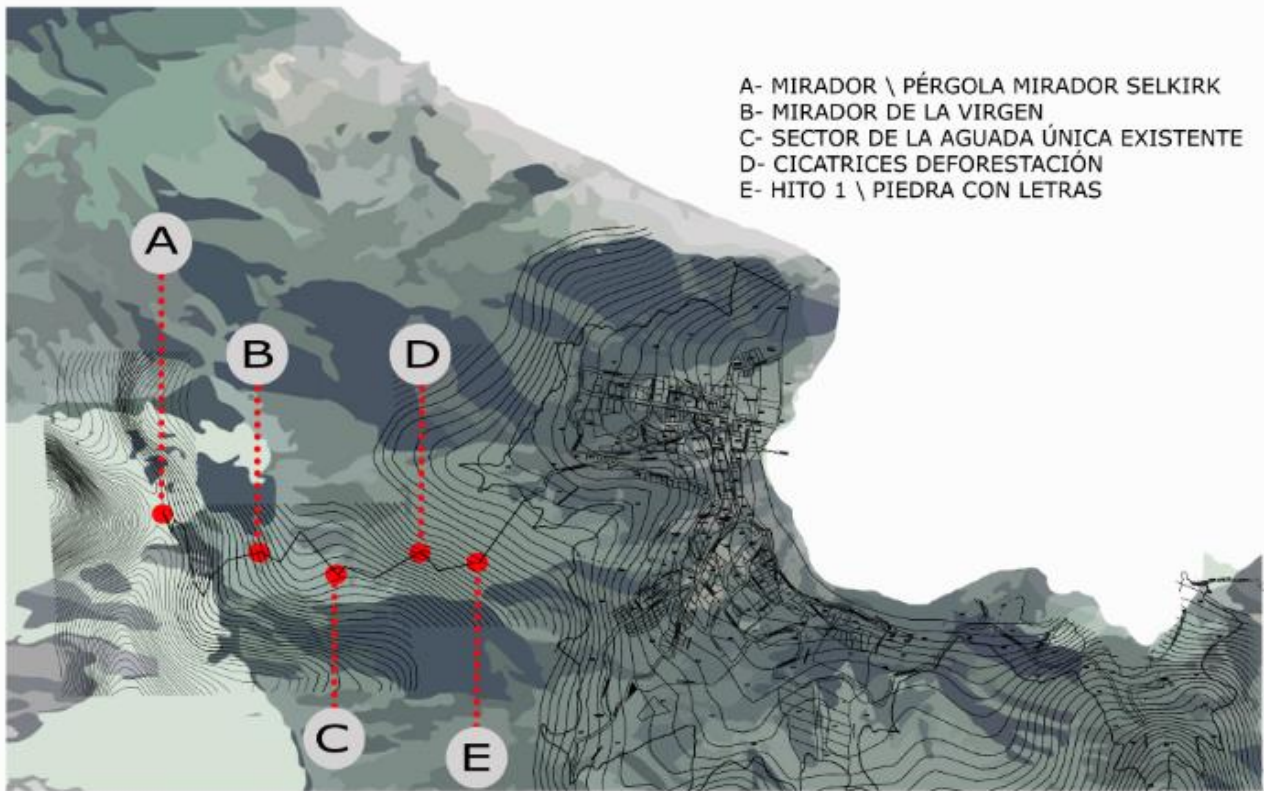 A- MIRADOR \ PÉRGOLA MIRADOR SELKIRK
B- MIRADOR DE LA VIRGEN
C- SECTOR DE LA AGUADA ÚNICA EXISTENTE
D- CICATRICES DEFORESTACIÓN
E- HITO 1 \ PIEDRA CON LETRAS
A
B
D
C
E